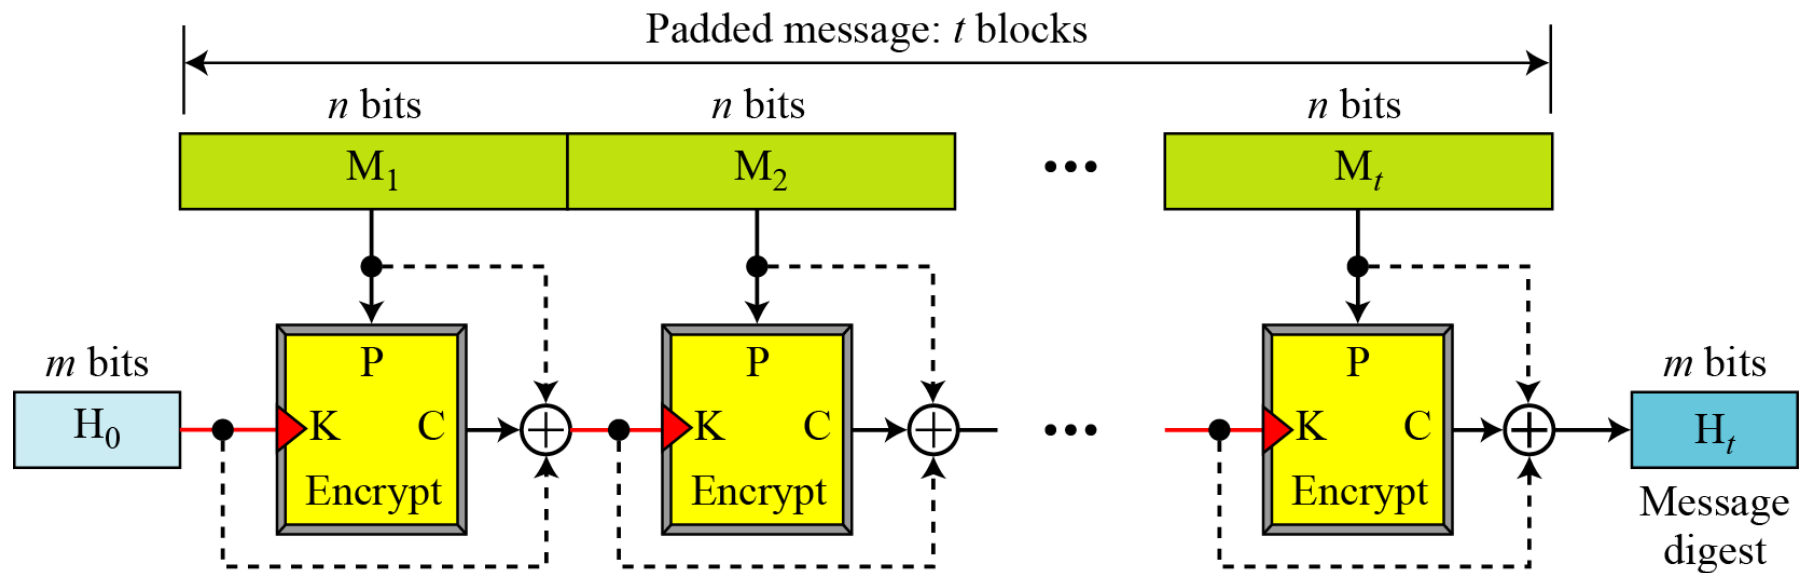 Padded message: t blocks
n bits
n bits
n bits
M1
M2
...
Mt
m bits
H0
P
K
C
Encrypt
P
K
C
Encrypt
...
P
K
C
Encrypt
m bits
Ht
Message
digest